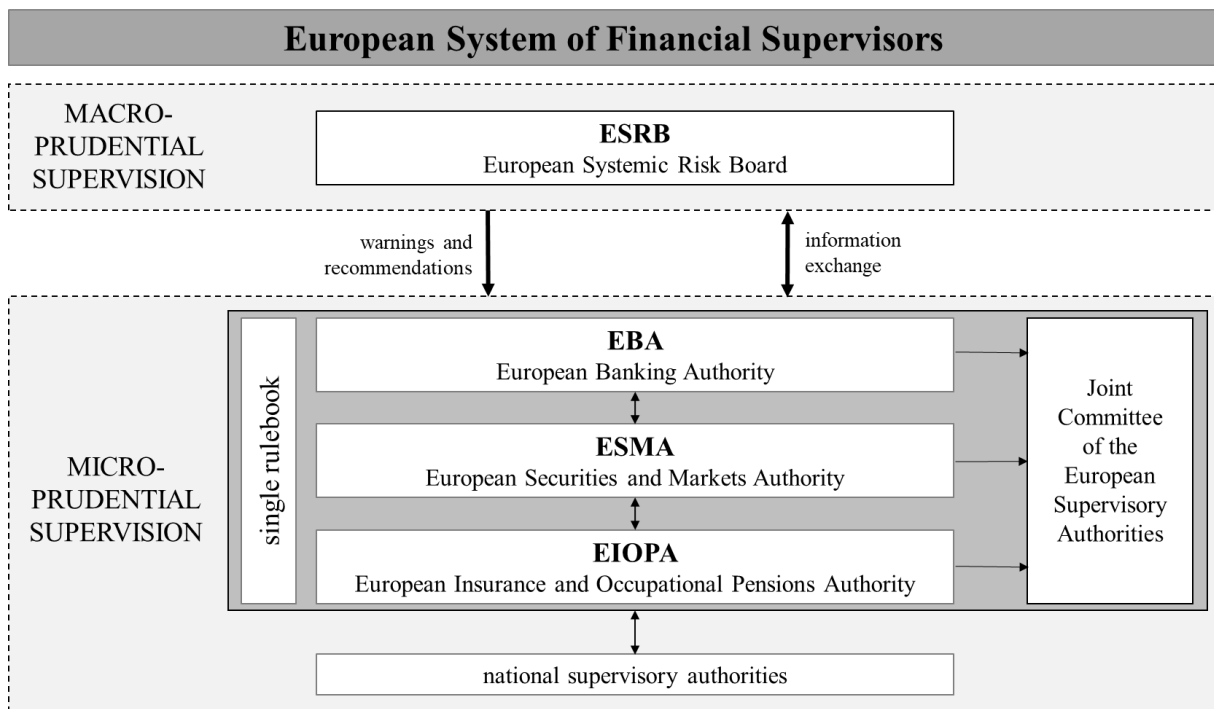 European System of Financial Supervisors
MACRO-
PRUDENTIAL
SUPERVISION
ESRB
European Systemic Risk Board
warnings and
recommendations
information
exchange
MICRO-
PRUDENTIAL
SUPERVISION
single rulebook
EBA
European Banking Authority
ESMA
European Securities and Markets Authority
EIOPA
European Insurance and Occupational Pensions Authority
Joint
Committee
of the
European
Supervisory
Authorities
national supervisory authorities